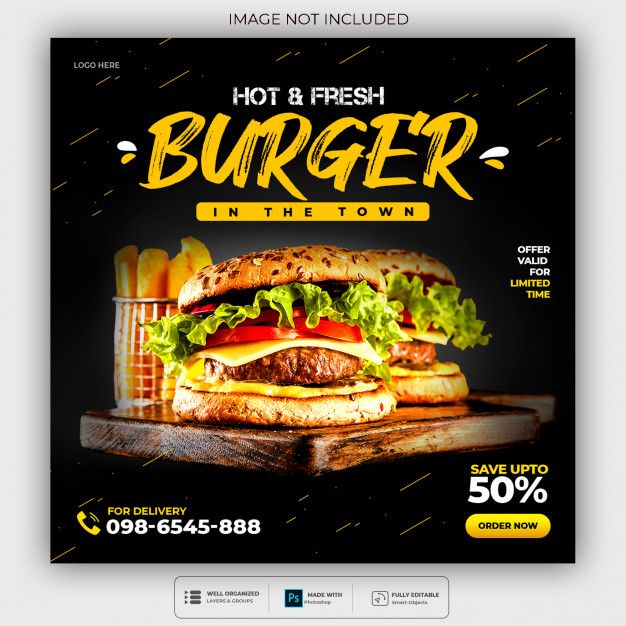 IMAGE NOT INCLUDED
LOGO HERE
HOT & FRESH
BURGER
IN THE TOWN
OFFER
VALID
FOR
LIMITED
TIME
SAVE UPTO
50%
ORDER NOW
FOR DELIVERY
098-6545-888
WELL ORGANIZED
LAYERS & GROUPS
Ps
MADE WITH
Photoshop
FULLY EDITABLE
Smart-Objects